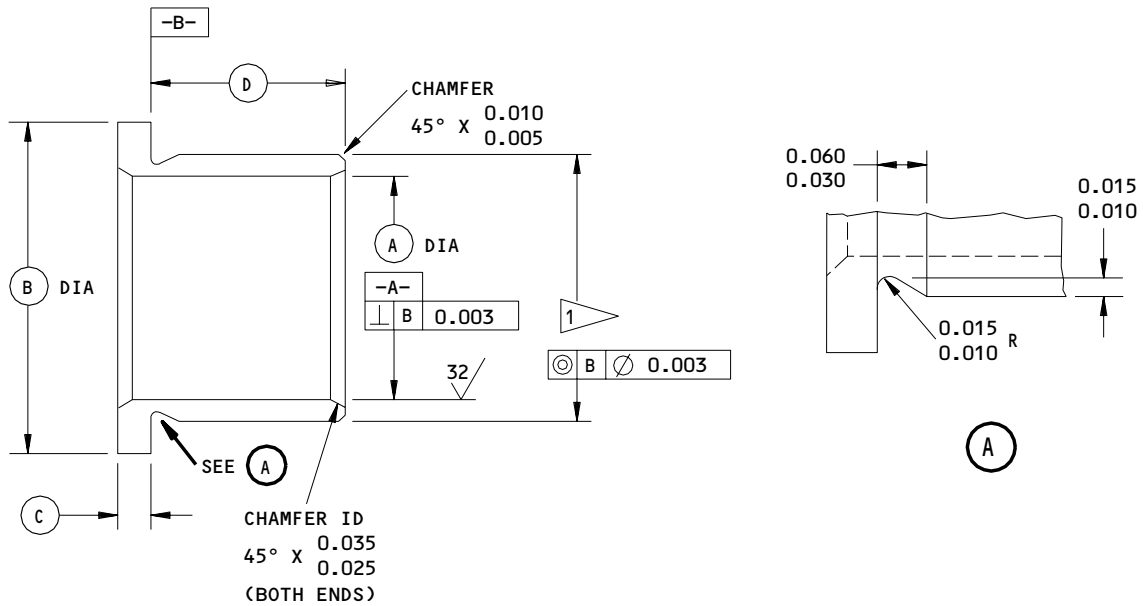 -B-
D
CHAMFER
45° X 0.010
0.005
B DIA
A DIA
-A-
⊥ B 0.003
1
◎ B ∅ 0.003
32
SEE A
C
CHAMFER ID
45° X 0.035
0.025
(BOTH ENDS)
0.060
0.030
0.015
0.010
0.015
0.010 R
A